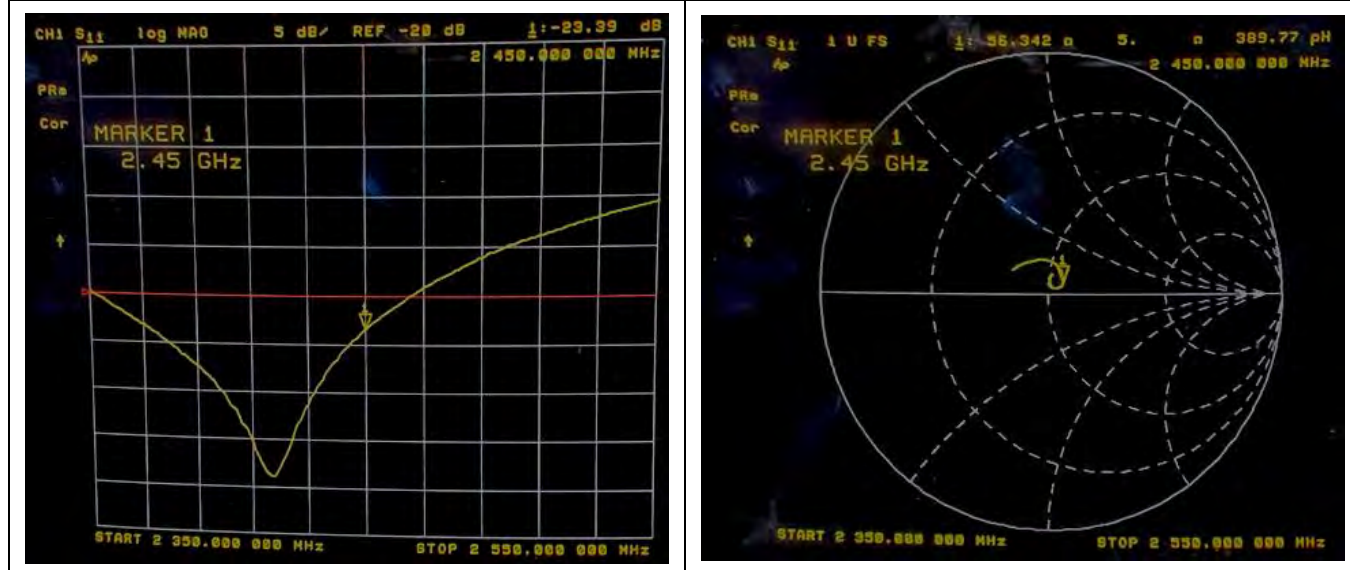 CH1 S11 log MAG 5 dB/ REF -20 dB 1:-23.39 dB
2 450.000 000 MHz
PRm
Cor
MARKER 1
2.45 GHz
START 2 350.000 000 MHz STOP 2 550.000 000 MHz
CH1 S11 1 U FS 1: 56.342 Ω 5. Ω 389.77 pH
2 450.000 000 MHz
PRm
Cor
MARKER 1
2.45 GHz
START 2 350.000 000 MHz STOP 2 550.000 000 MHz